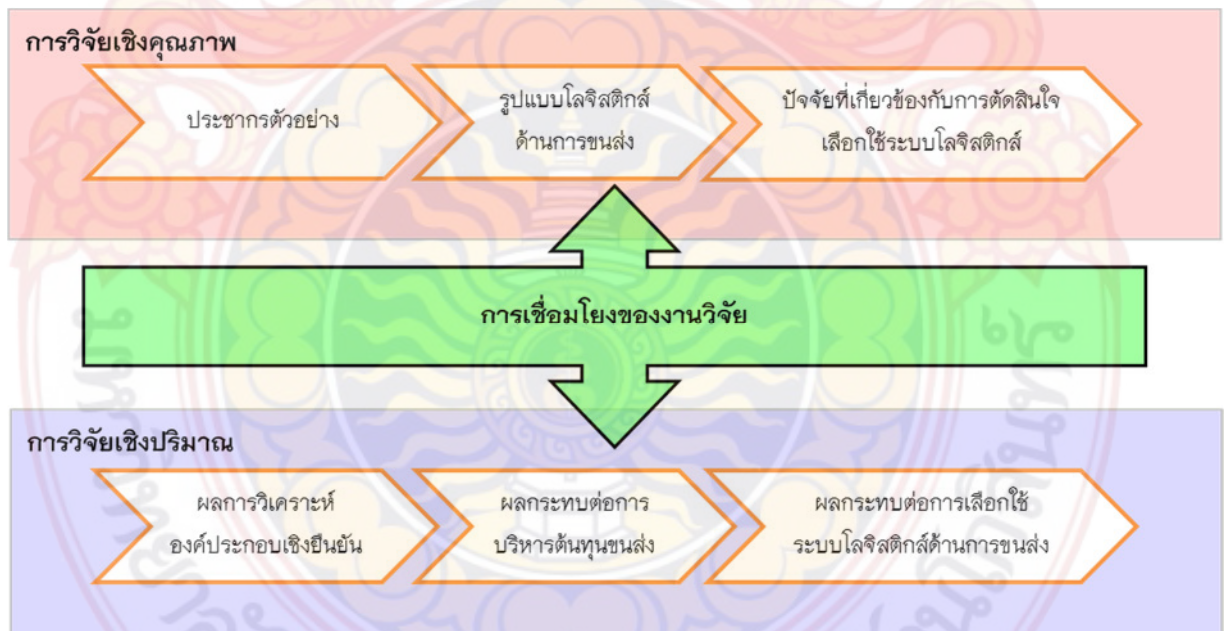 การวิจัยเชิงคุณภาพ
ประชากรตัวอย่าง
รูปแบบโลจิสติกส์
ด้านการขนส่ง
ปัจจัยที่เกี่ยวข้องกับการตัดสินใจ
เลือกใช้ระบบโลจิสติกส์
การเชื่อมโยงของงานวิจัย
การวิจัยเชิงปริมาณ
ผลการวิเคราะห์
องค์ประกอบเชิงยืนยัน
ผลกระทบต่อการ
บริหารต้นทุนขนส่ง
ผลกระทบต่อการเลือกใช้
ระบบโลจิสติกส์ด้านการขนส่ง